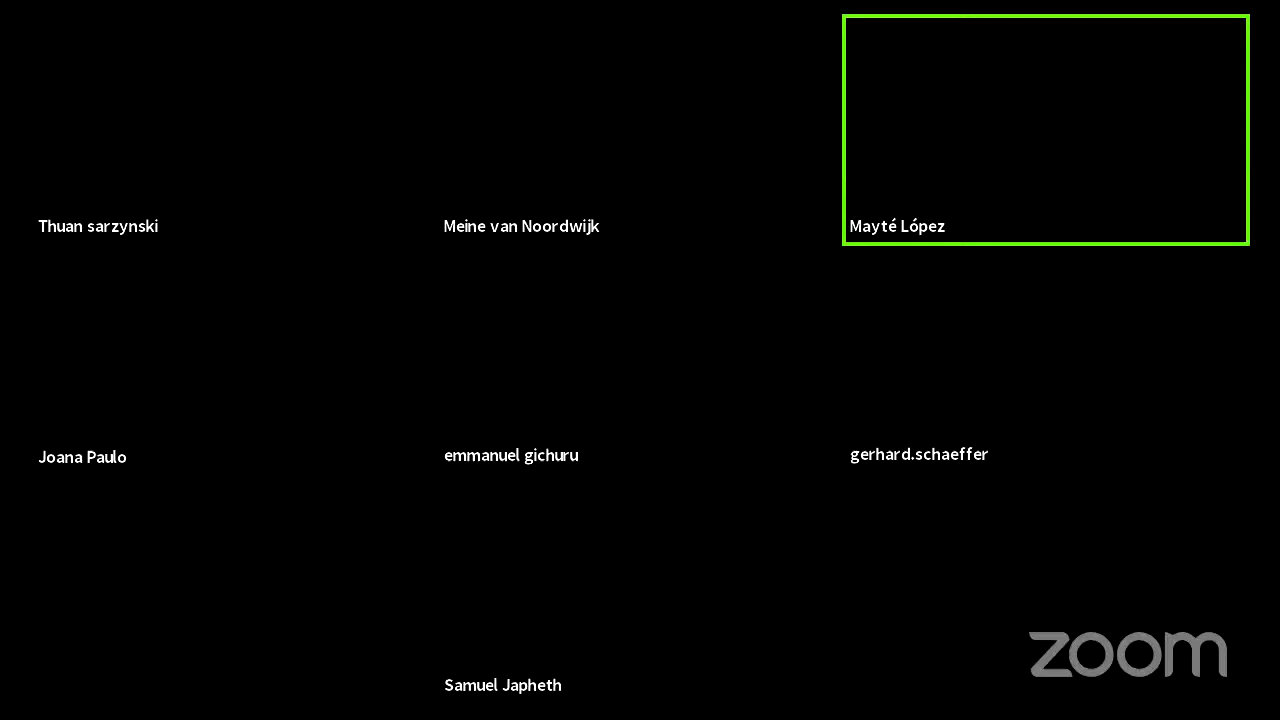 Thuan sarzynski
Meine van Noordwijk
Mayté López
Joana Paulo
emmanuel gichuru
gerhard.schaeffer
Samuel Japheth
zoom